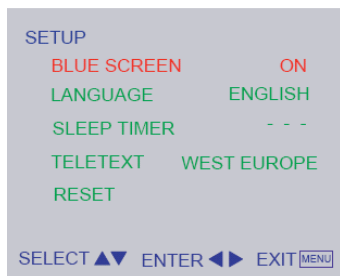 SETUP
BLUE SCREEN ON
LANGUAGE ENGLISH
SLEEP TIMER - - -
TELETEXT WEST EUROPE
RESET
SELECT ▲▼ ENTER ◀▶ EXIT MENU